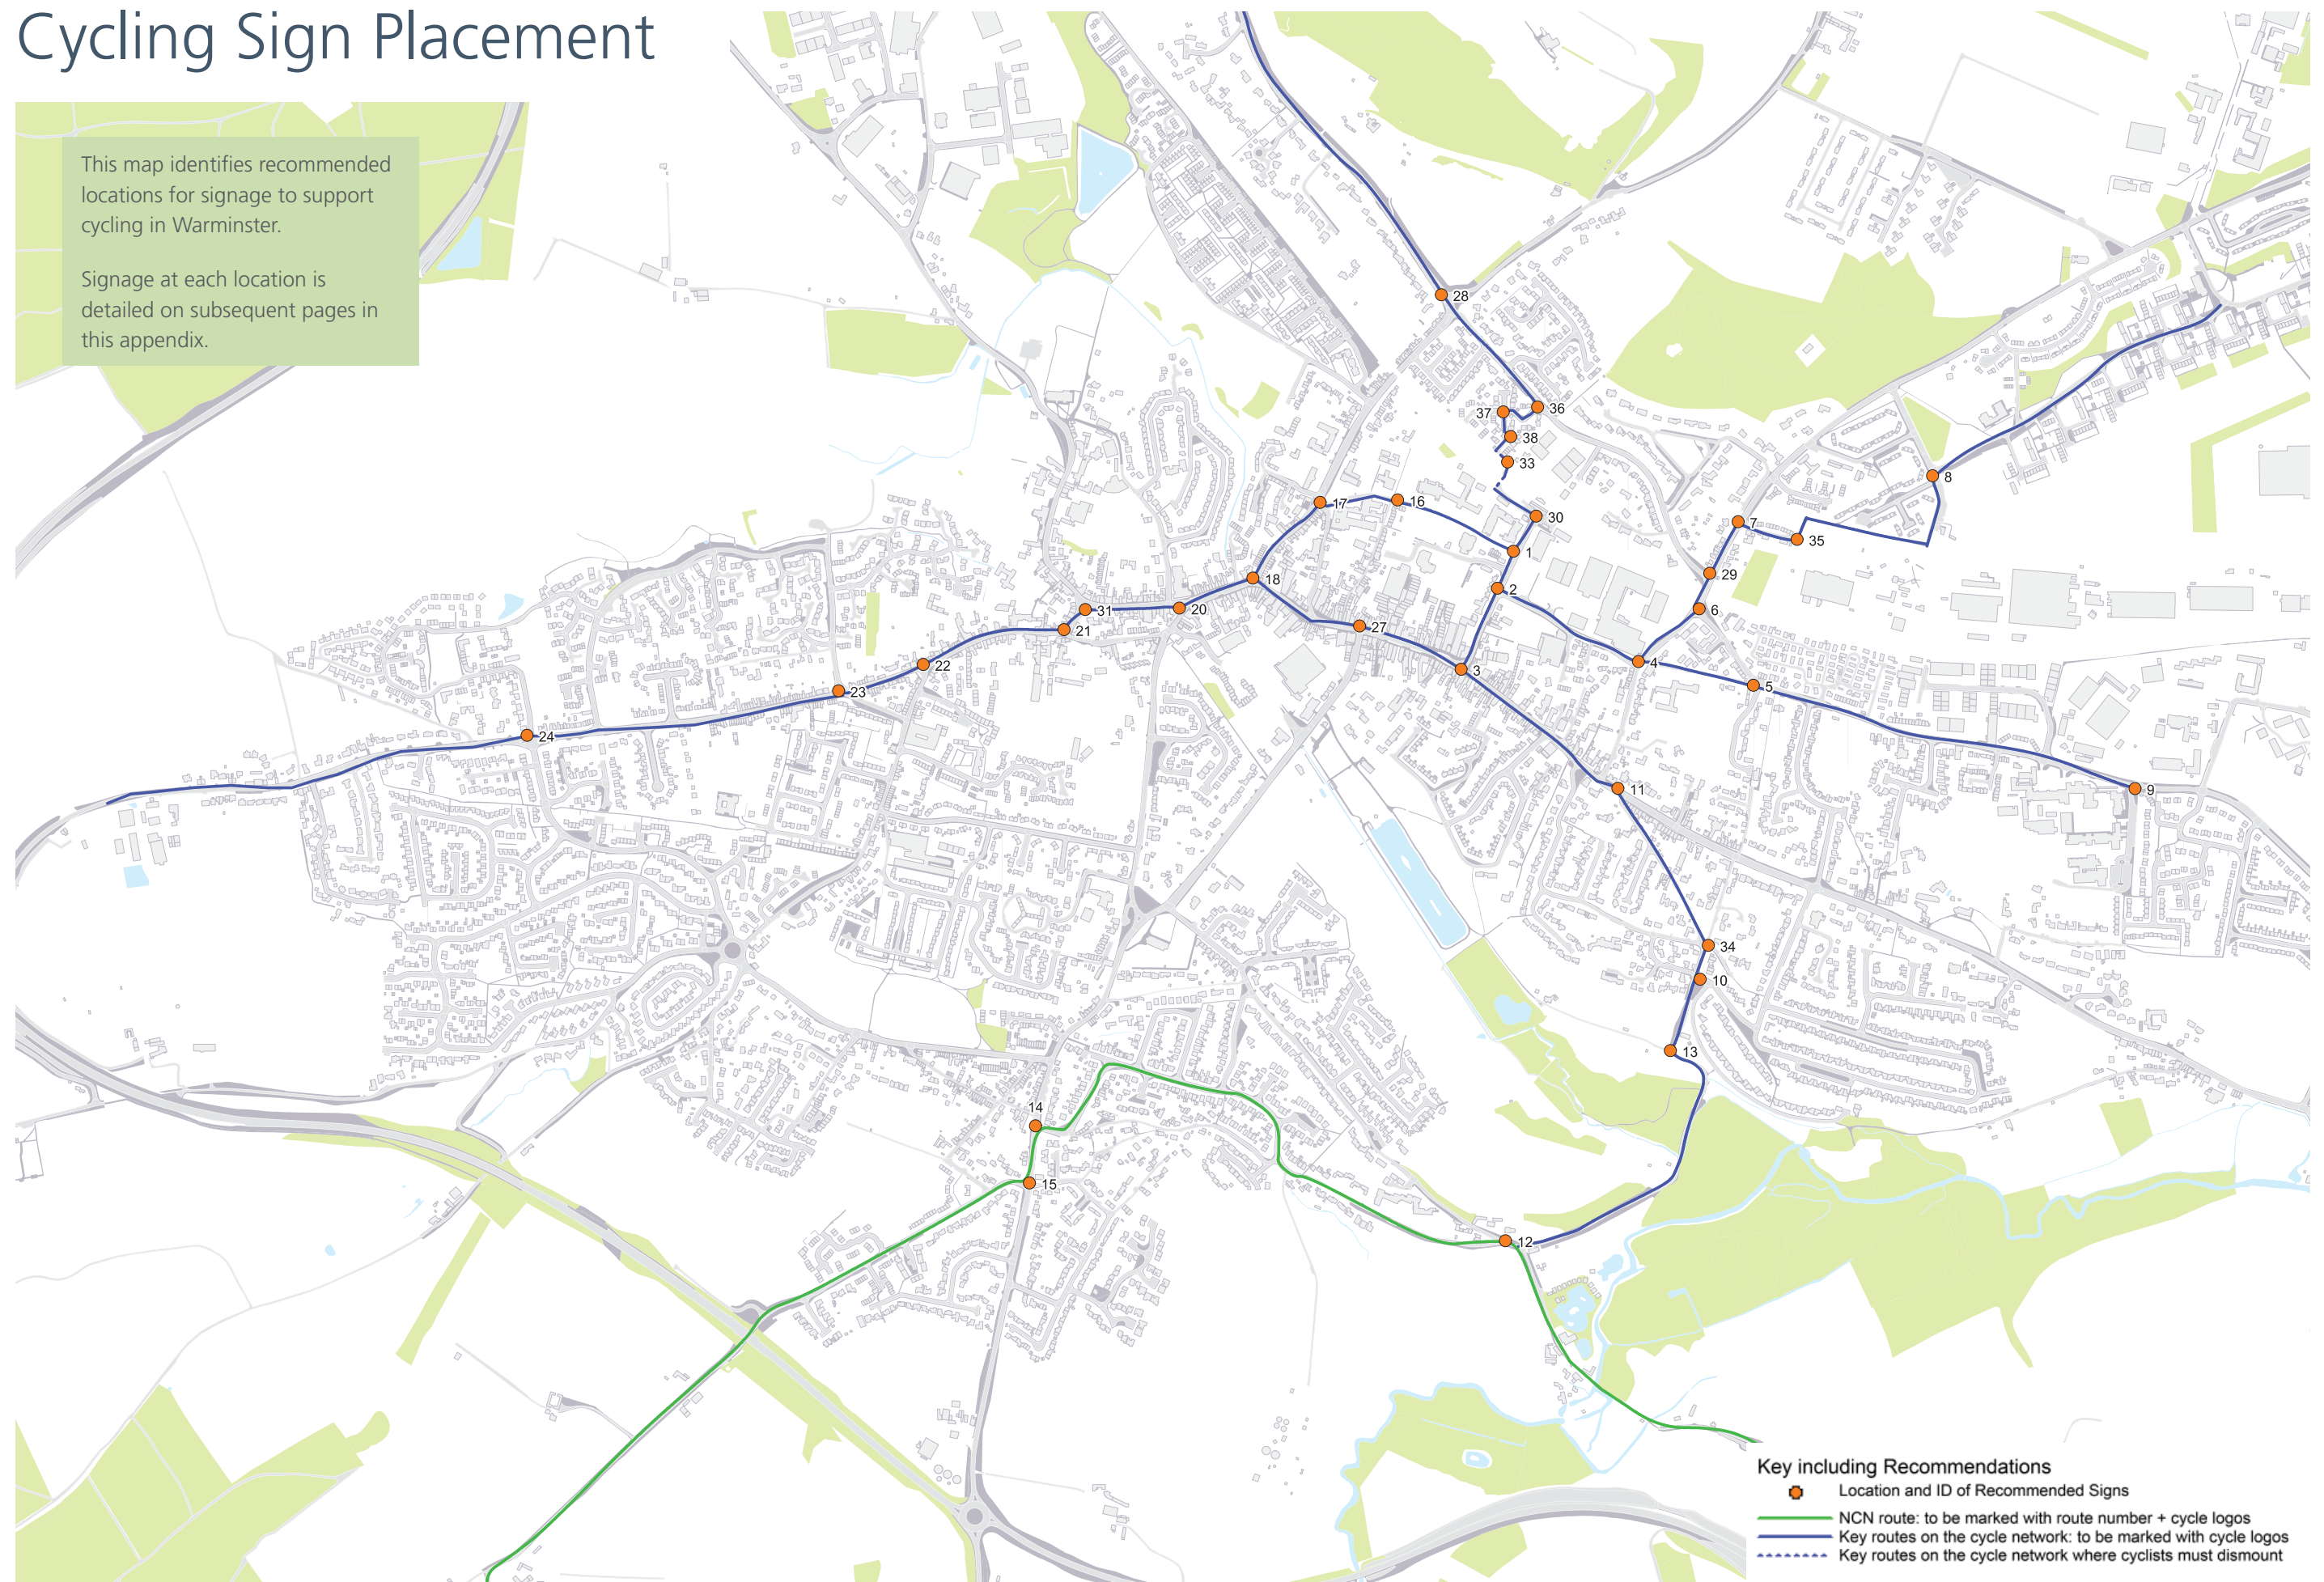 Cycling Sign Placement
This map identifies recommended
locations for signage to support
cycling in Warminster.
Signage at each location is
detailed on subsequent pages in
this appendix.
28
36
37
38
33
8
17
16
30
7
35
1
29
18
2
31
20
6
21
27
22
4
3
5
23
24
11
9
34
10
13
14
15
12
Key including Recommendations
Location and ID of Recommended Signs
NCN route: to be marked with route number + cycle logos
Key routes on the cycle network: to be marked with cycle logos
Key routes on the cycle network where cyclists must dismount